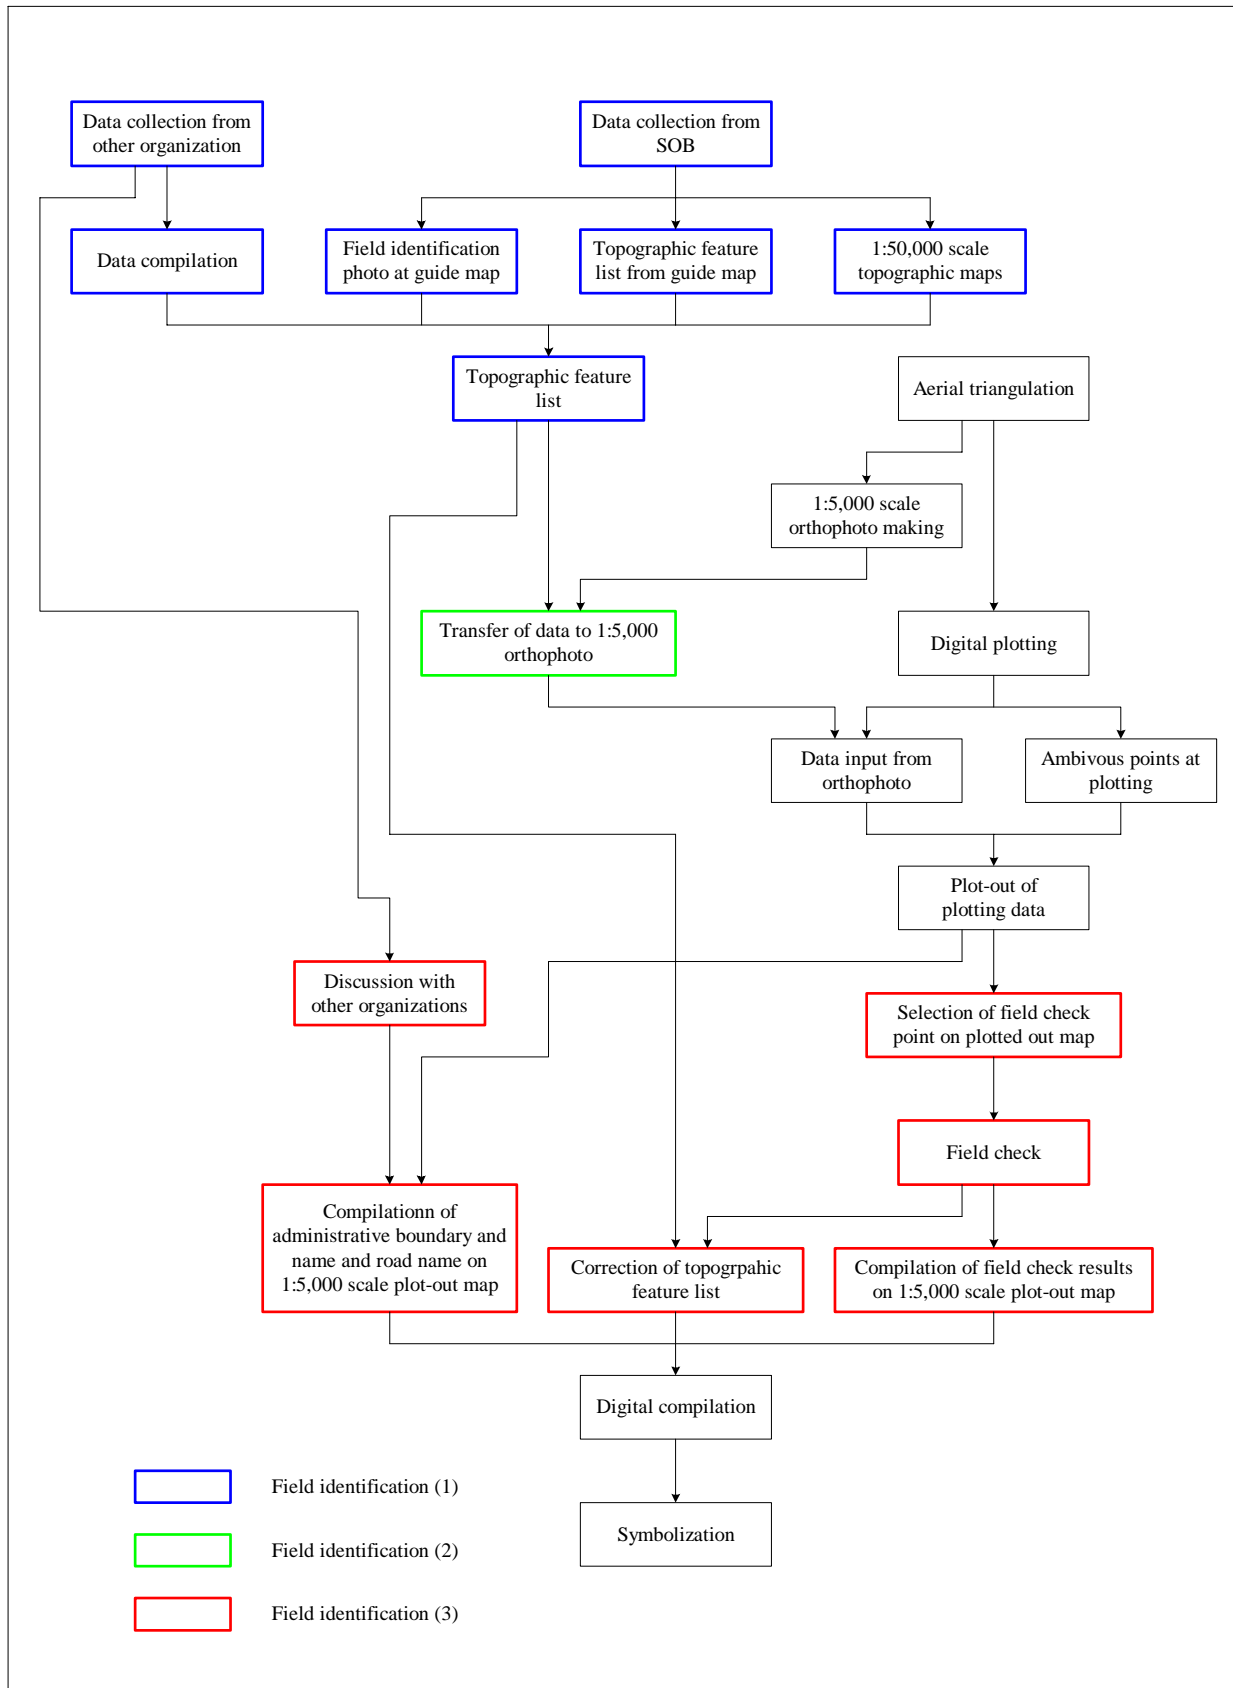 Data collection from
other organization
Data collection from
SOB
Data compilation
Field identification
photo at guide map
Topographic feature
list from guide map
1:50,000 scale
topographic maps
Topographic feature
list
Aerial triangulation
1:5,000 scale
orthophoto making
Transfer of data to 1:5,000
orthophoto
Digital plotting
Data input from
orthophoto
Ambivous points at
plotting
Plot-out of
plotting data
Discussion with
other organizations
Selection of field check
point on plotted out map
Field check
Compilationn of
administrative boundary and
name and road name on
1:5,000 scale plot-out map
Correction of topogrpahic
feature list
Compilation of field check results
on 1:5,000 scale plot-out map
Digital compilation
Symbolization
Field identification (1)
Field identification (2)
Field identification (3)